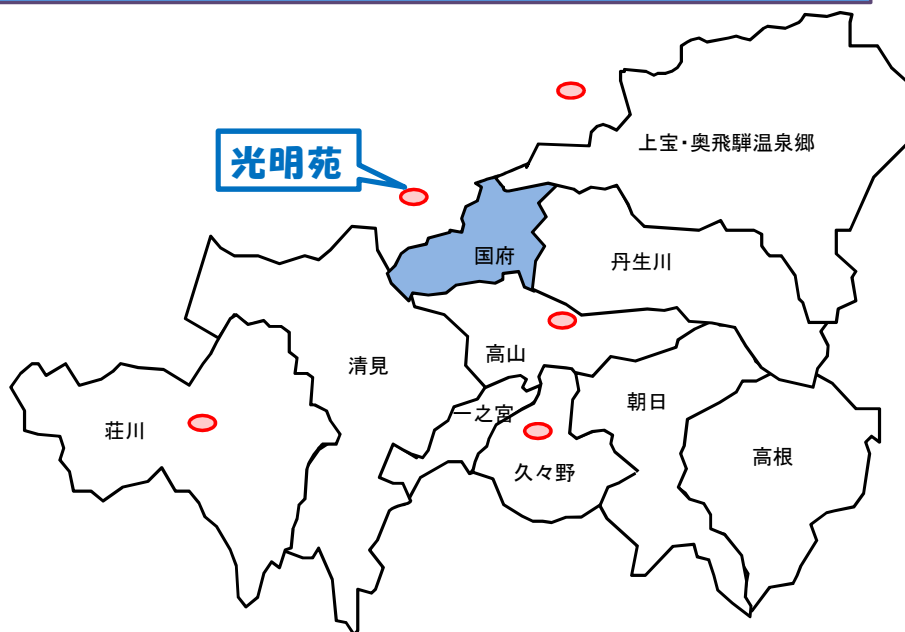 上宝・奥飛騨温泉郷
光明苑
国府
丹生川
高山
清見
朝日
一之宮
荘川
高根
久々野